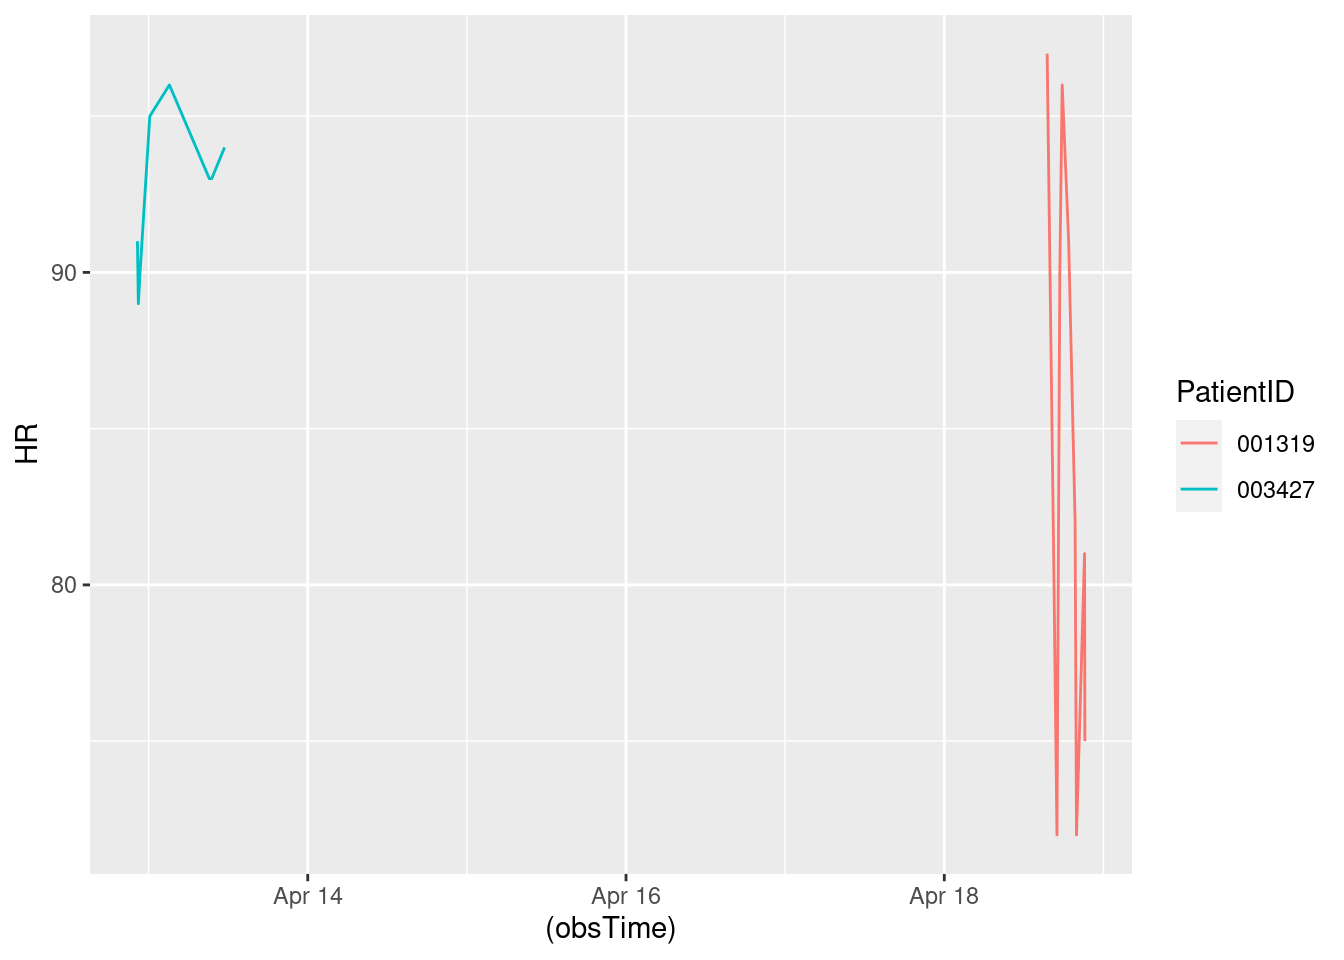 90
80
HR
Apr 14
Apr 16
Apr 18
(obsTime)
PatientID
001319
003427